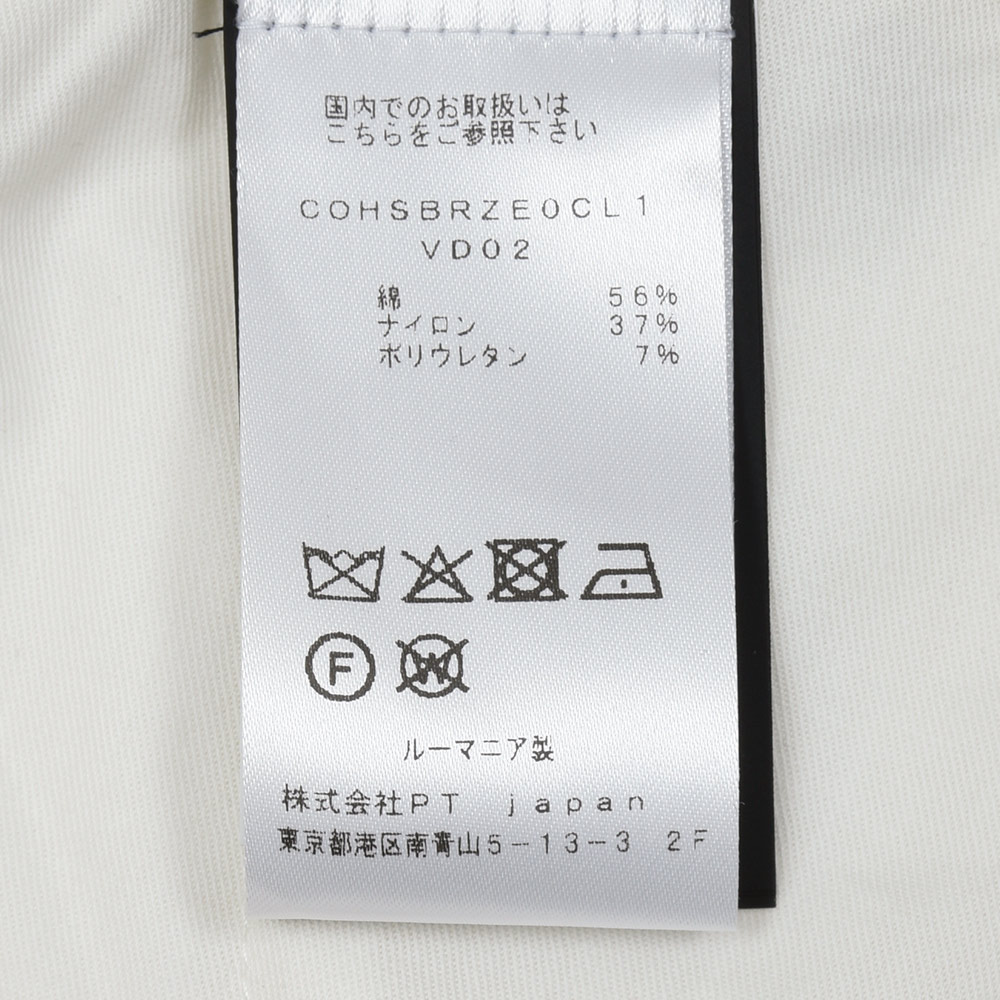 国内でのお取扱いは
こちらをご参照下さい
COHSBRZE0CL1
VD02
綿 56%
ナイロン 37%
ポリウレタン 7%
F W
ルーマニア製
株式会社PT japan
東京都港区南青山5-13-3 2F